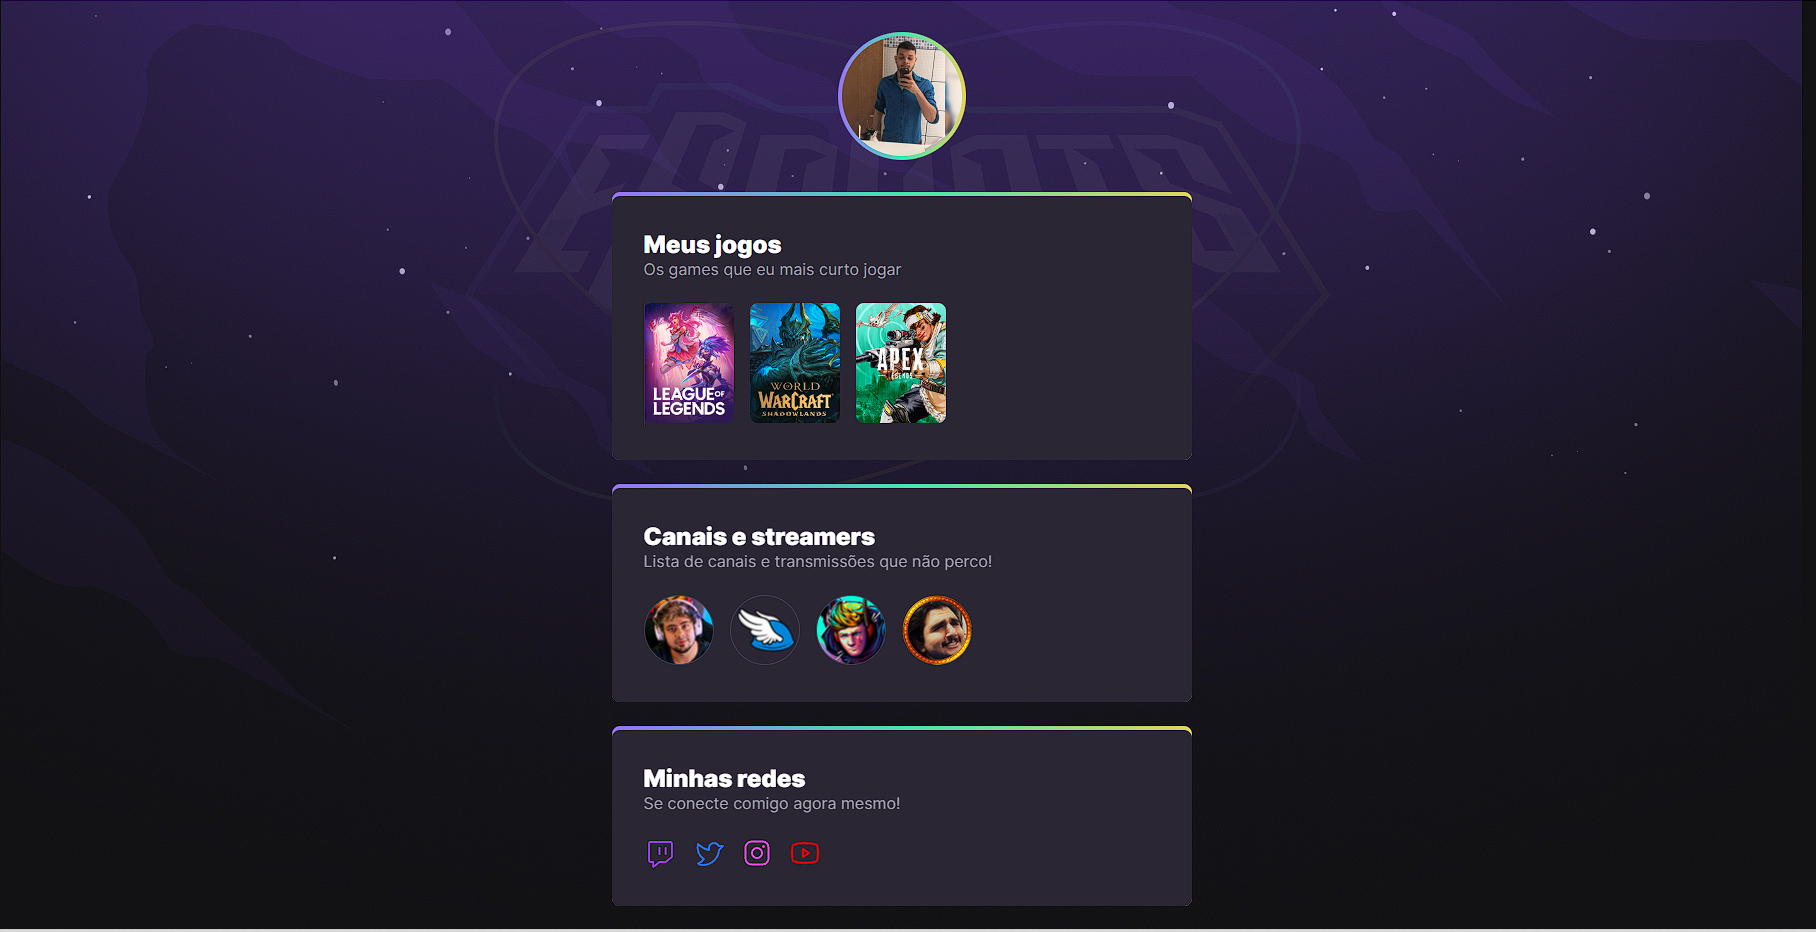 ESPORTS
Meus jogos
Os games que eu mais curto jogar
LEAGUE OF
LEGENDS
WORLD
WARCRAFT
SHADOWLANDS
APEX
LEGENDS
Canais e streamers
Lista de canais e transmissões que não perco!
Minhas redes
Se conecte comigo agora mesmo!